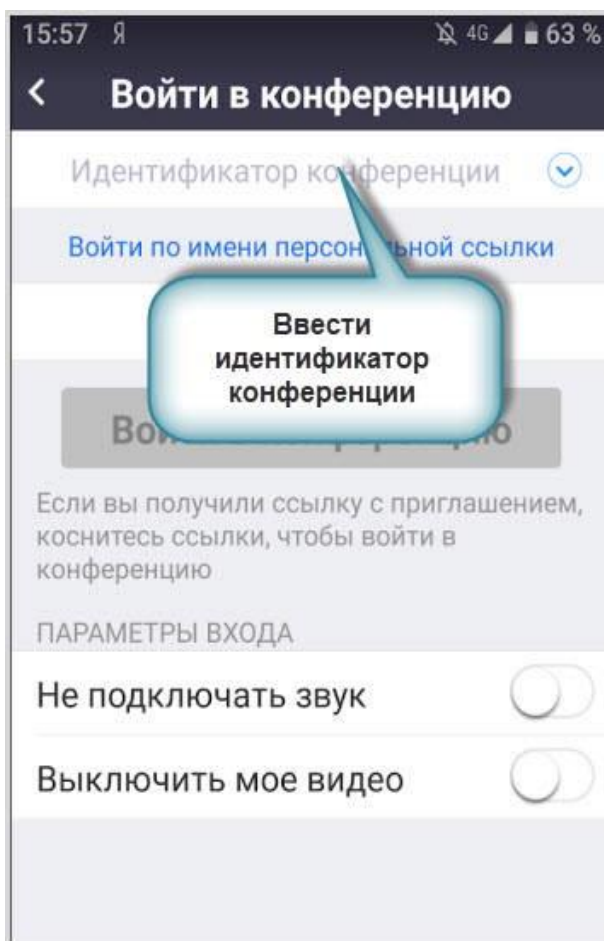 15:57 Я 4G 63 %
Войти в конференцию
Идентификатор конференции
Войти по имени персональной ссылки
Ввести
идентификатор
конференции
Если вы получили ссылку с приглашением,
коснитесь ссылки, чтобы войти в
конференцию
ПАРАМЕТРЫ ВХОДА
Не подключать звук
Выключить мое видео